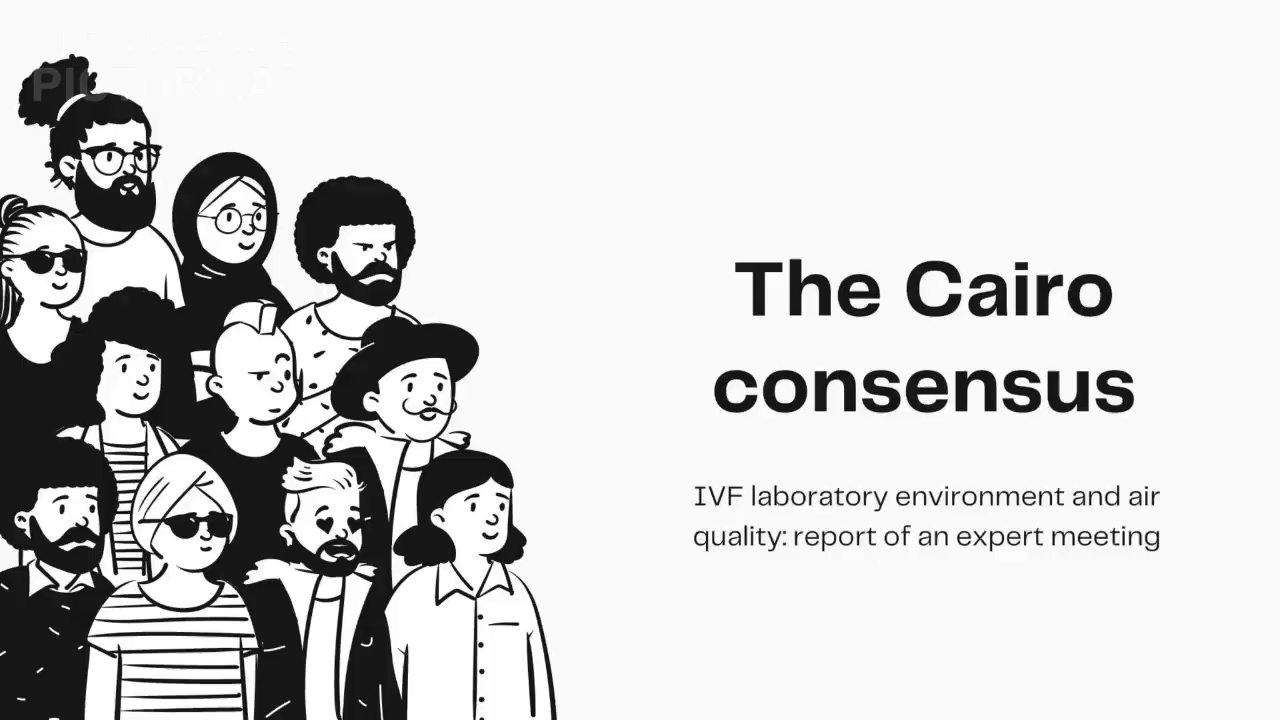 The Cairo
consensus
IVF laboratory environment and air
quality: report of an expert meeting